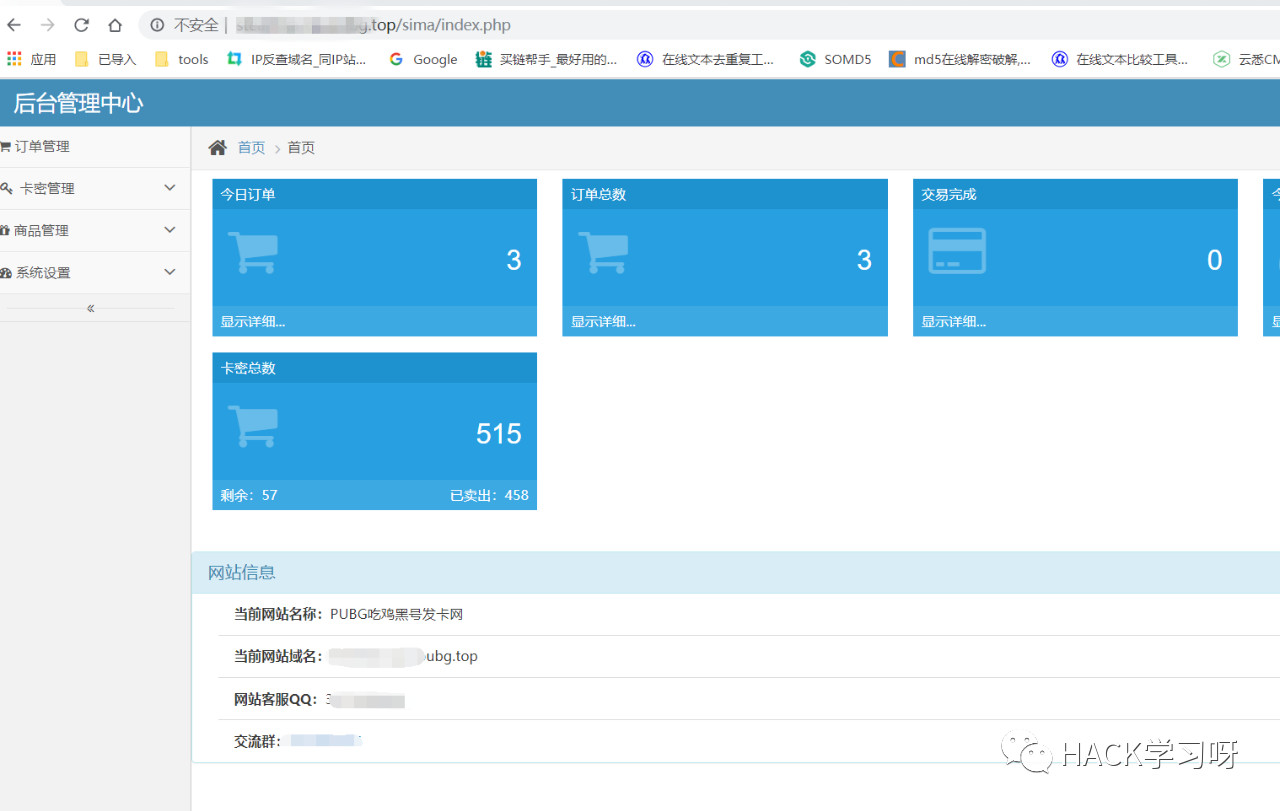 不安全 | .top/sima/index.php
应用 已导入 tools IP反查域名_同IP站... Google 买链帮手_最好用的... 在线文本去重复工... SOMD5 md5在线解密破解,... 在线文本比较工具... 云悉CM
后台管理中心
订单管理
首页 > 首页
卡密管理
商品管理
系统设置
«
今日订单 订单总数 交易完成
3 3 0
显示详细... 显示详细... 显示详细...
卡密总数
515
剩余：57 已卖出：458
网站信息
当前网站名称： PUBG吃鸡黑号发卡网
当前网站域名： ubg.top
网站客服QQ： 3
交流群:
HACK学习呀